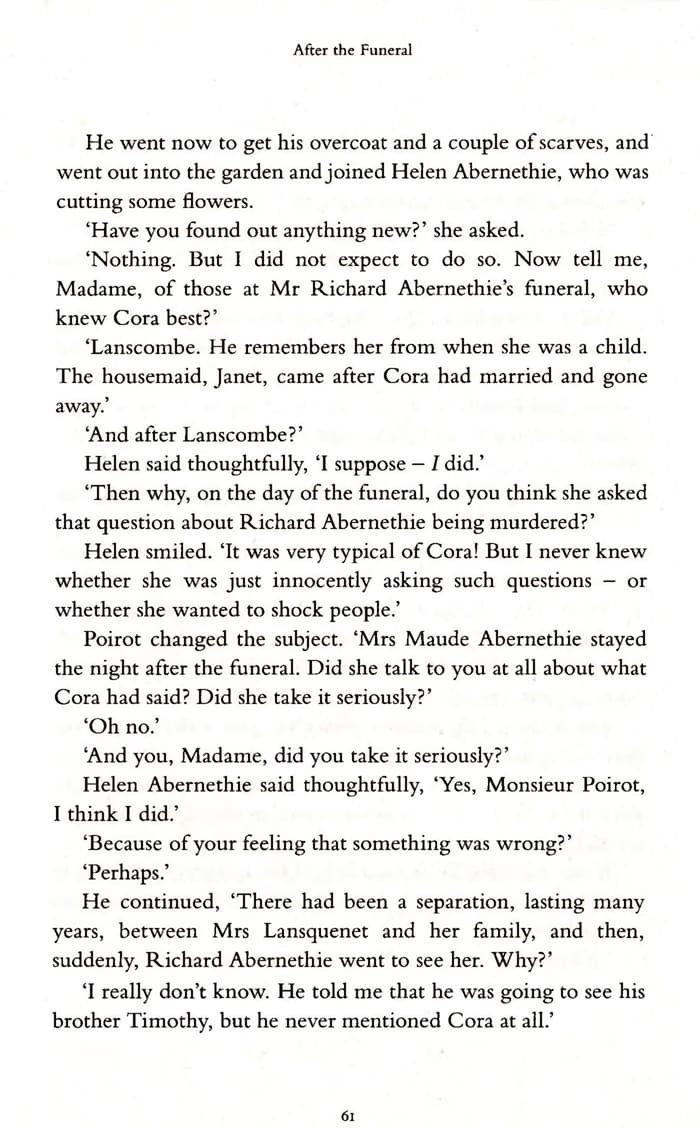 After the Funeral
He went now to get his overcoat and a couple of scarves, and
went out into the garden and joined Helen Abernethie, who was
cutting some flowers.
‘Have you found out anything new?’ she asked.
‘Nothing. But I did not expect to do so. Now tell me,
Madame, of those at Mr Richard Abernethie’s funeral, who
knew Cora best?’
‘Lanscombe. He remembers her from when she was a child.
The housemaid, Janet, came after Cora had married and gone
away.’
‘And after Lanscombe?’
Helen said thoughtfully, ‘I suppose – I did.’
‘Then why, on the day of the funeral, do you think she asked
that question about Richard Abernethie being murdered?’
Helen smiled. ‘It was very typical of Cora! But I never knew
whether she was just innocently asking such questions – or
whether she wanted to shock people.’
Poirot changed the subject. ‘Mrs Maude Abernethie stayed
the night after the funeral. Did she talk to you at all about what
Cora had said? Did she take it seriously?’
‘Oh no.’
‘And you, Madame, did you take it seriously?’
Helen Abernethie said thoughtfully, ‘Yes, Monsieur Poirot,
I think I did.’
‘Because of your feeling that something was wrong?’
‘Perhaps.’
He continued, ‘There had been a separation, lasting many
years, between Mrs Lansquenet and her family, and then,
suddenly, Richard Abernethie went to see her. Why?’
‘I really don’t know. He told me that he was going to see his
brother Timothy, but he never mentioned Cora at all.’
61